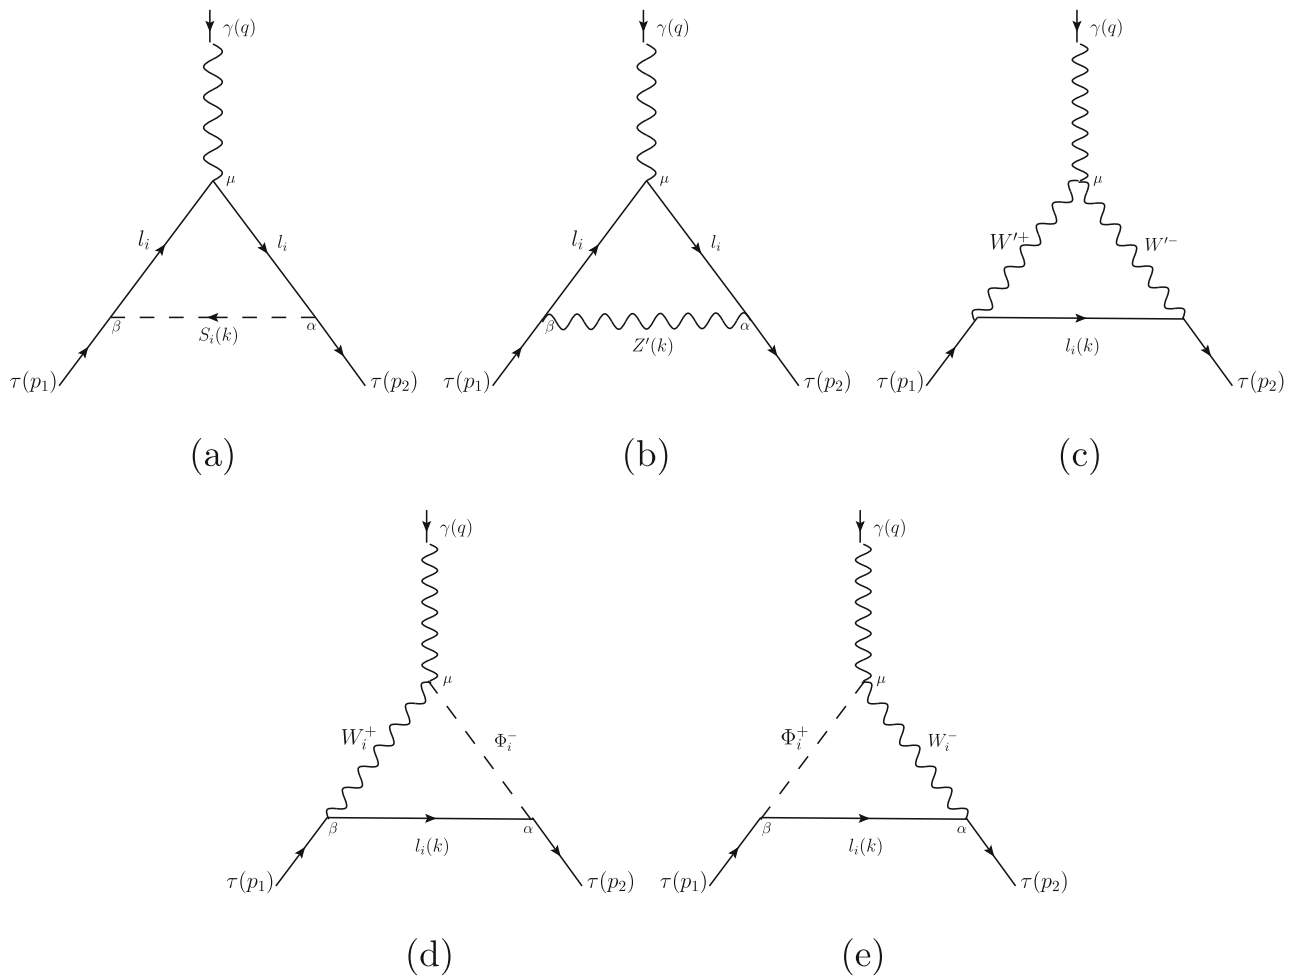 γ(q) γ(q) γ(q)
μ μ μ
l_i l_i l_i l_i W'^+ W'^-
β S_i(k) α β Z'(k) α l_i(k)
τ(p_1) τ(p_2) τ(p_1) τ(p_2) τ(p_1) τ(p_2)
(a) (b) (c)
γ(q) γ(q)
μ μ
W_i^+ Φ_i^- Φ_i^+ W_i^-
β l_i(k) α β l_i(k) α
τ(p_1) τ(p_2) τ(p_1) τ(p_2)
(d) (e)